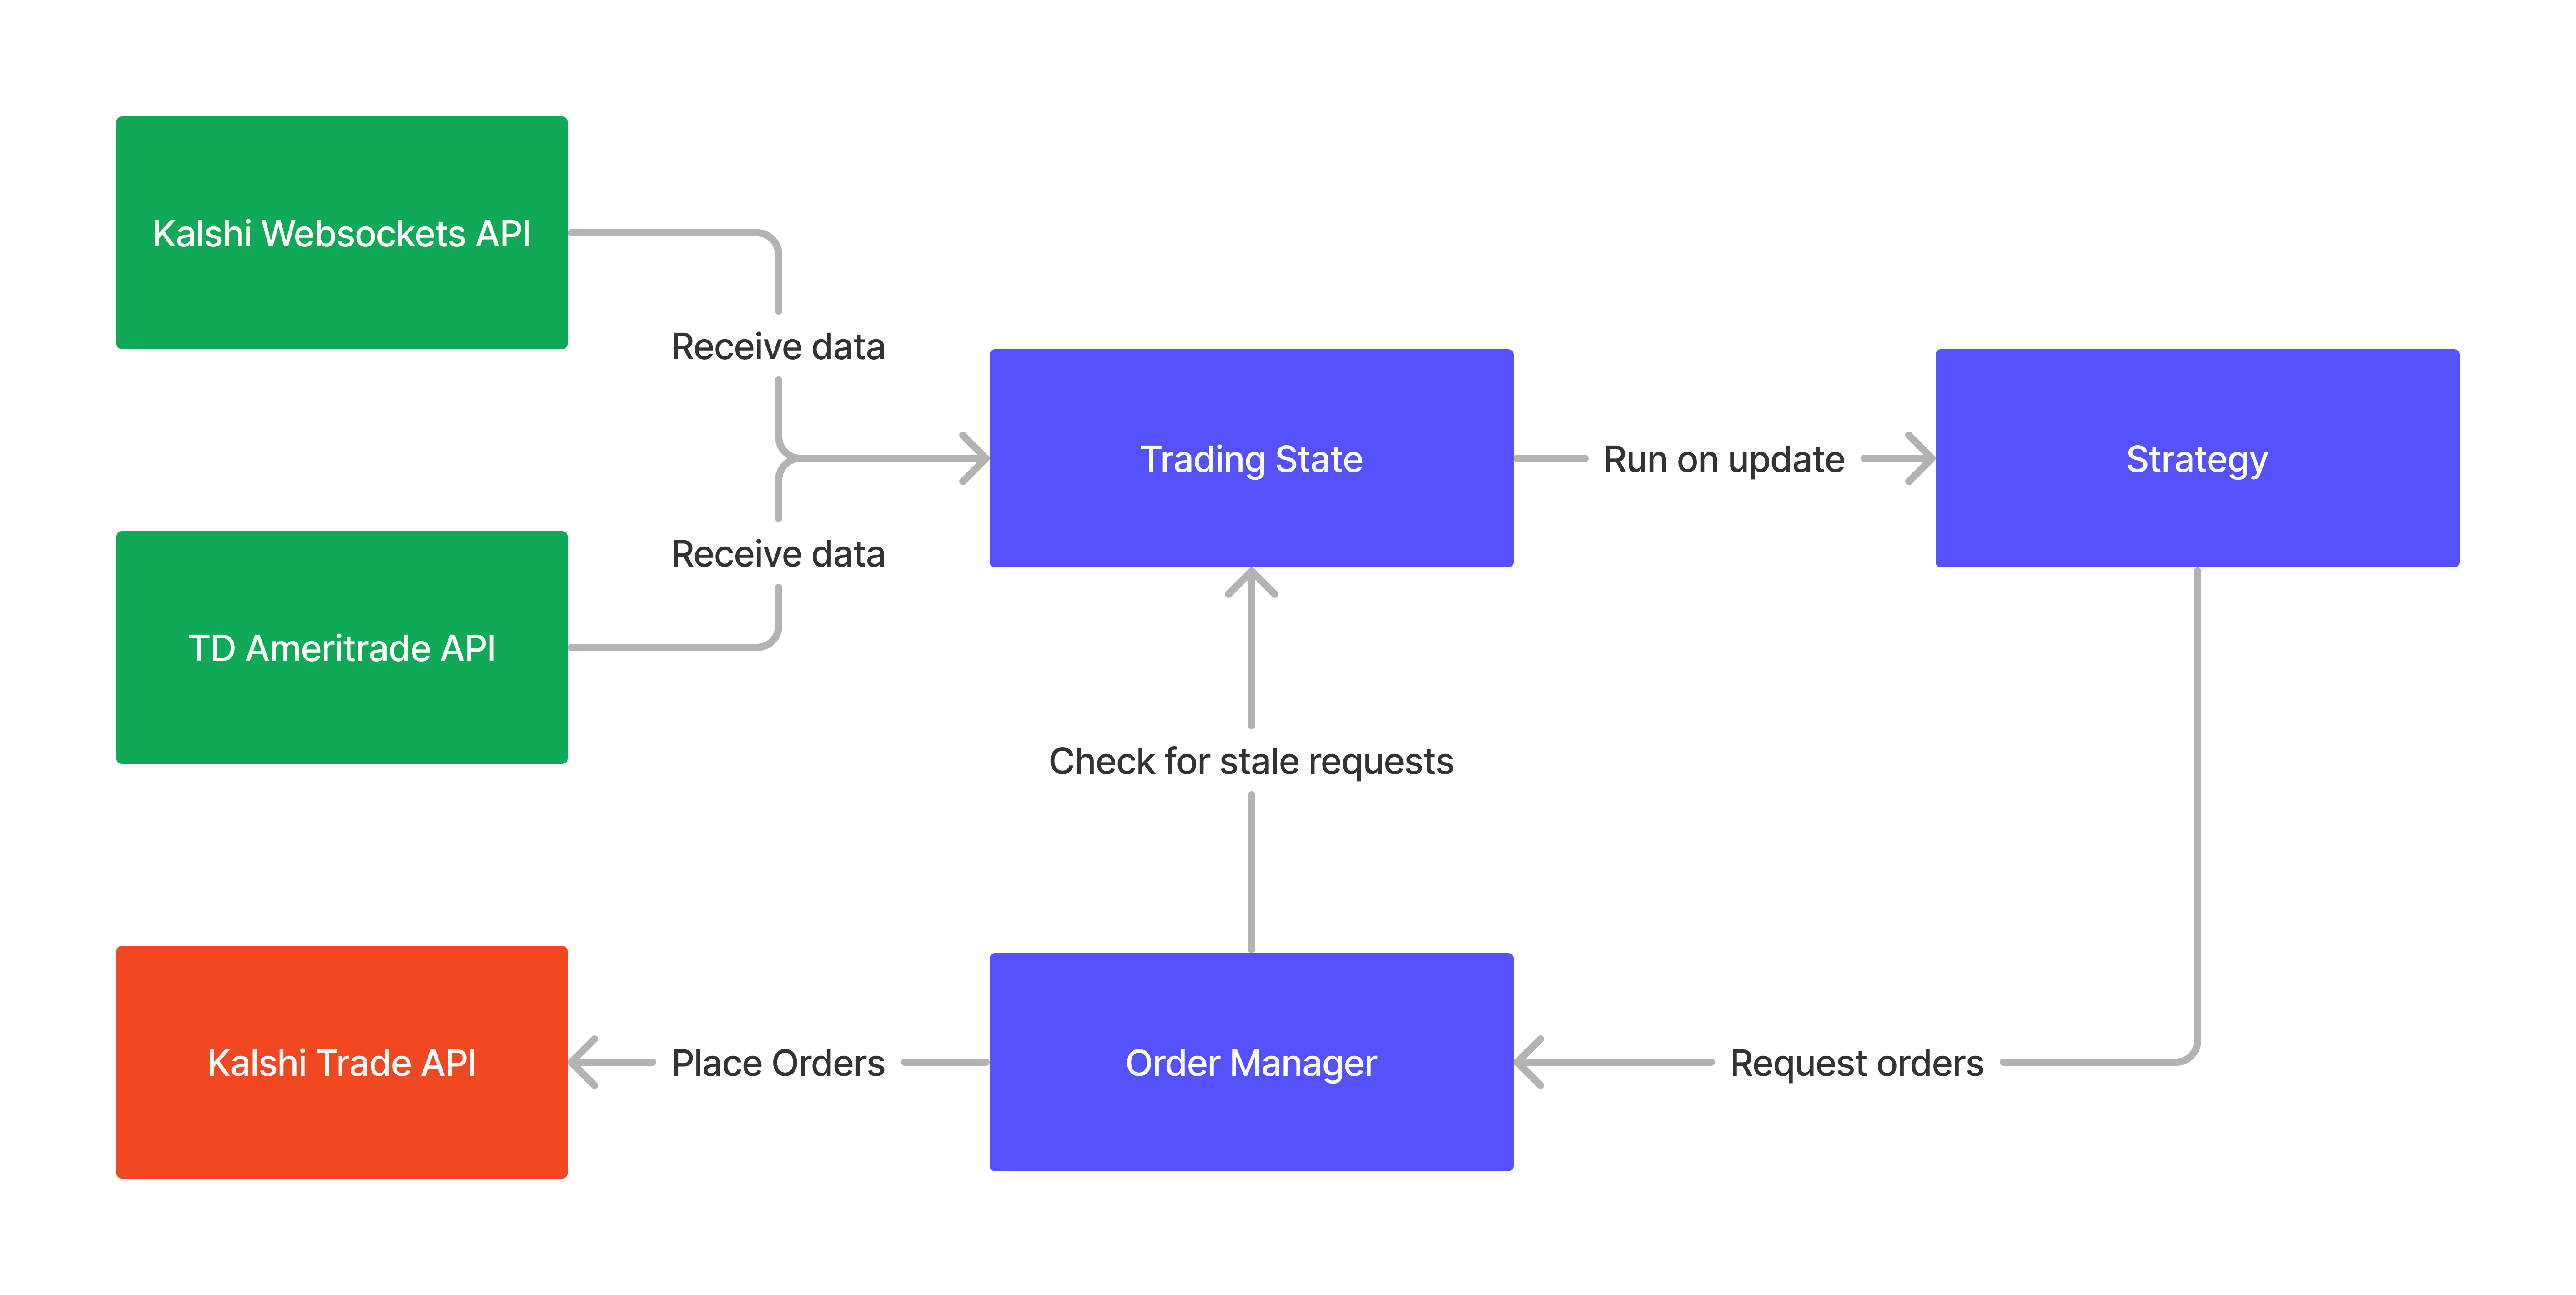 Kalshi Websockets API
Receive data
Trading State
Run on update
Strategy
Receive data
TD Ameritrade API
Check for stale requests
Kalshi Trade API
Place Orders
Order Manager
Request orders